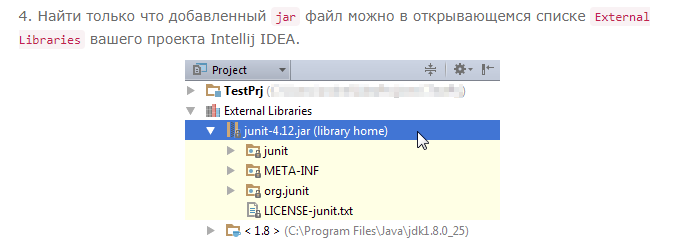 4. Найти только что добавленный jar файл можно в открывающемся списке External
Libraries вашего проекта Intellij IDEA.
Project
TestPrj
External Libraries
junit-4.12.jar (library home)
junit
META-INF
org.junit
LICENSE-junit.txt
< 1.8 > (C:\Program Files\Java\jdk1.8.0_25)